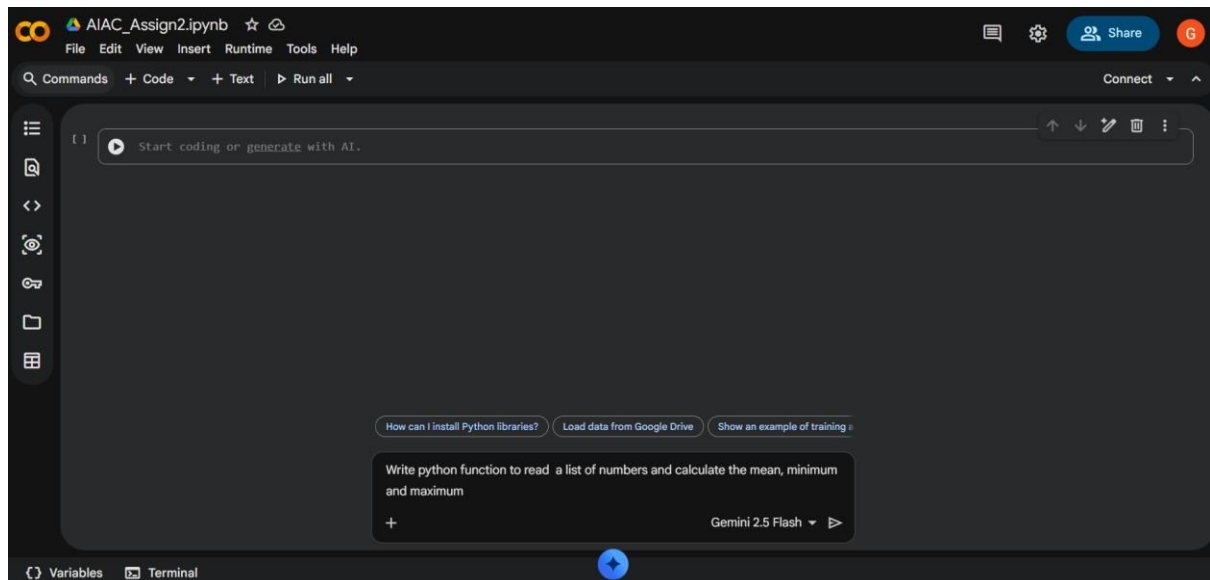 CO AIAC_Assign2.ipynb
File Edit View Insert Runtime Tools Help
Share
G
Commands + Code + Text Run all
Connect
[ ]
Start coding or generate with AI.
How can I install Python libraries?
Load data from Google Drive
Show an example of training
Write python function to read a list of numbers and calculate the mean, minimum
and maximum
+
Gemini 2.5 Flash
{} Variables
Terminal